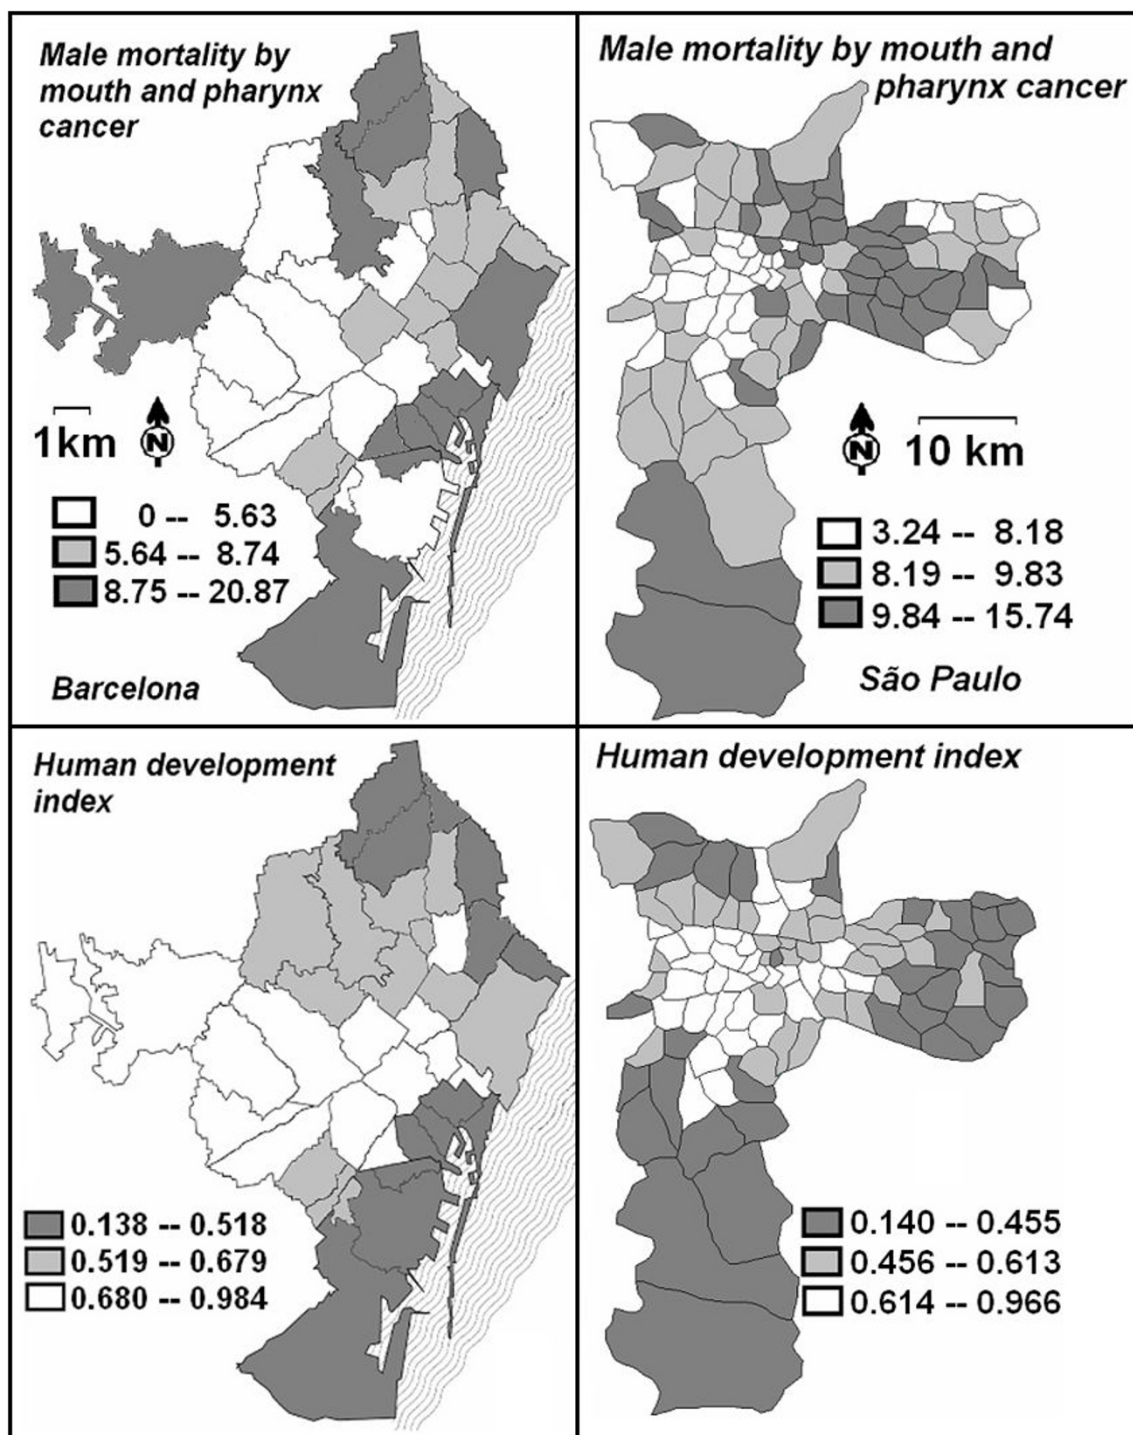 Male mortality by
mouth and pharynx
cancer
1km
N
0 -- 5.63
5.64 -- 8.74
8.75 -- 20.87
Barcelona
Male mortality by mouth and
pharynx cancer
N
10 km
3.24 -- 8.18
8.19 -- 9.83
9.84 -- 15.74
São Paulo
Human development
index
0.138 -- 0.518
0.519 -- 0.679
0.680 -- 0.984
Human development index
0.140 -- 0.455
0.456 -- 0.613
0.614 -- 0.966